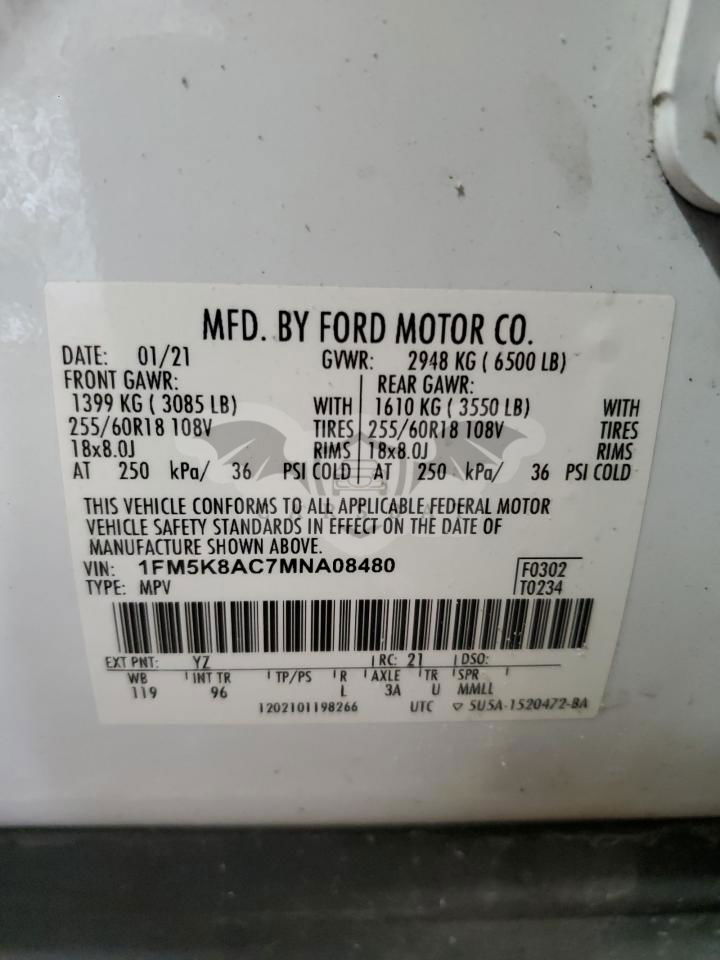 MFD. BY FORD MOTOR CO.
DATE: 01/21 GVWR: 2948 KG ( 6500 LB)
FRONT GAWR: REAR GAWR:
1399 KG ( 3085 LB) WITH 1610 KG ( 3550 LB) WITH
255/60R18 108V TIRES 255/60R18 108V TIRES
18x8.0J RIMS 18x8.0J RIMS
AT 250 kPa/ 36 PSI COLD AT 250 kPa/ 36 PSI COLD
THIS VEHICLE CONFORMS TO ALL APPLICABLE FEDERAL MOTOR
VEHICLE SAFETY STANDARDS IN EFFECT ON THE DATE OF
MANUFACTURE SHOWN ABOVE.
VIN: 1FM5K8AC7MNA08480 F0302
TYPE: MPV T0234
EXT PNT: YZ RC: 21 DSO:
WB INT TR TP/PS R AXLE TR SPR
119 96 L 3A U MMLL
1202101198266 UTC ▽ 5U5A-1520472-BA